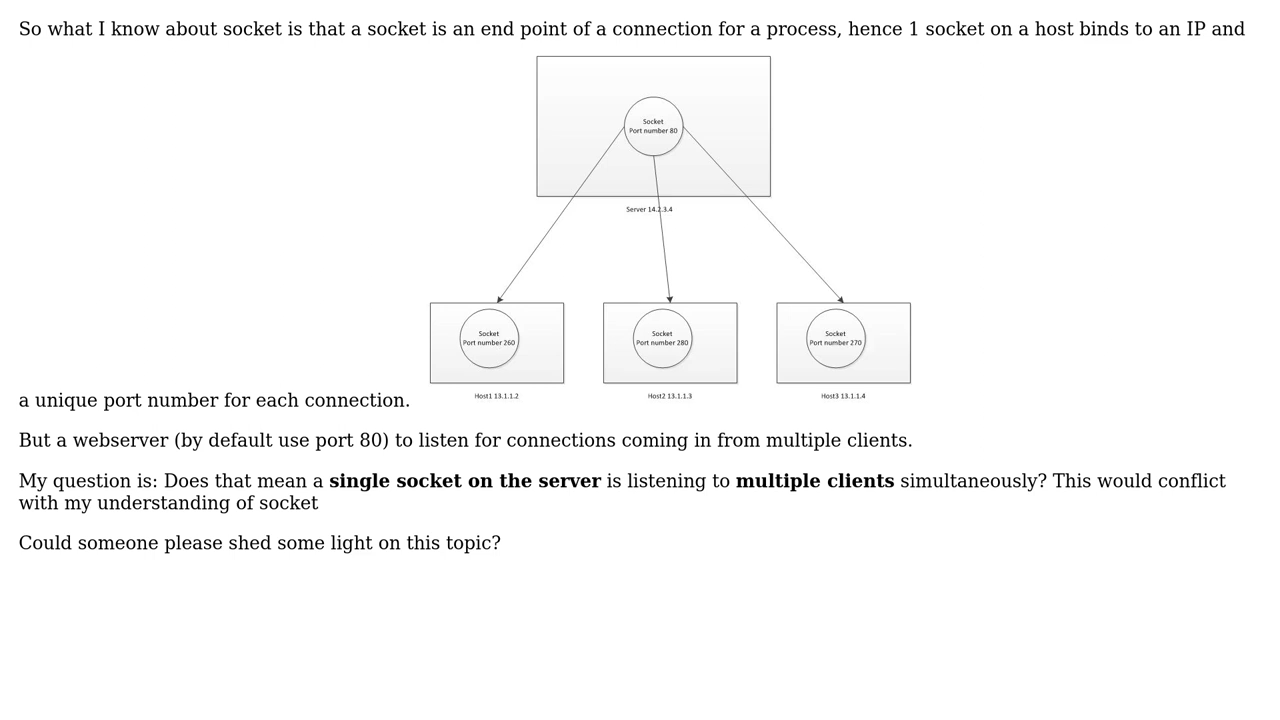 So what I know about socket is that a socket is an end point of a connection for a process, hence 1 socket on a host binds to an IP and
Socket
Port number 80
Server 14.2.3.4
Socket
Port number 260
Socket
Port number 280
Socket
Port number 270
Host1 13.1.1.2
Host2 13.1.1.3
Host3 13.1.1.4
a unique port number for each connection.
But a webserver (by default use port 80) to listen for connections coming in from multiple clients.
My question is: Does that mean a single socket on the server is listening to multiple clients simultaneously? This would conflict
with my understanding of socket
Could someone please shed some light on this topic?